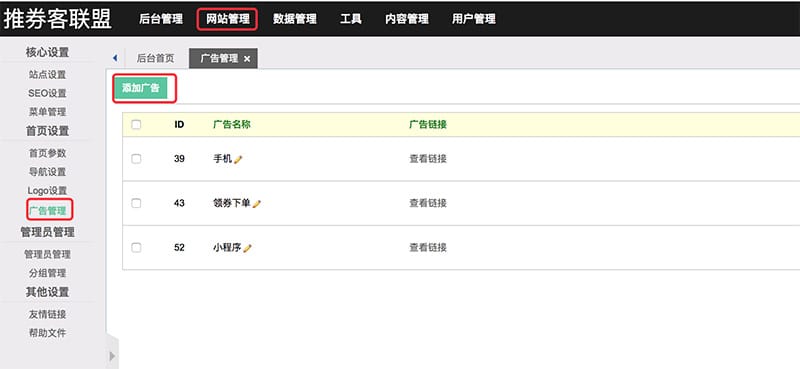 推券客联盟 后台管理 网站管理 数据管理 工具 内容管理 用户管理
核心设置
站点设置
SEO设置
菜单管理
首页设置
首页参数
导航设置
Logo设置
广告管理
管理员管理
管理员管理
分组管理
其他设置
友情链接
帮助文件
后台首页 广告管理
添加广告
ID 广告名称 广告链接
39 手机 查看链接
43 领券下单 查看链接
52 小程序 查看链接